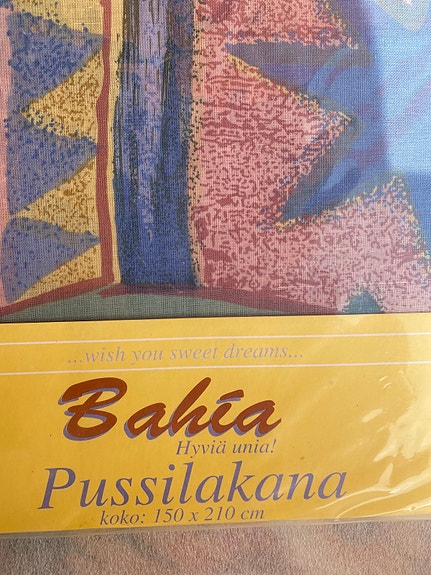 ...wish you sweet dreams...
Bahia
Hyviä unia!
Pussilakana
koko: 150 x 210 cm